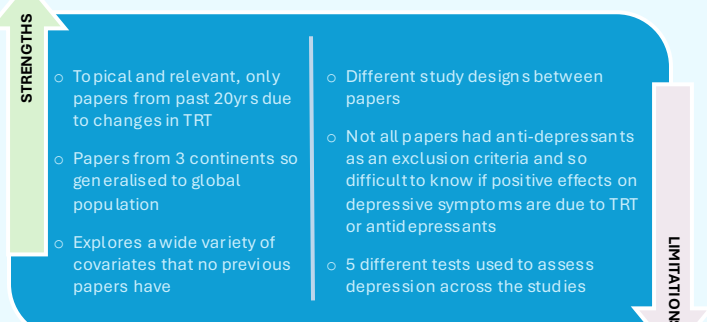 STRENGTHS
○ Topical and relevant, only
papers from past 20yrs due
to changes in TRT
○ Papers from 3 continents so
generalised to global
population
○ Explores a wide variety of
covariates that no previous
papers have
○ Different study designs between
papers
○ Not all papers had anti-depressants
as an exclusion criteria and so
difficult to know if positive effects on
depressive symptoms are due to TRT
or antidepressants
○ 5 different tests used to assess
depression across the studies
LIMITATION